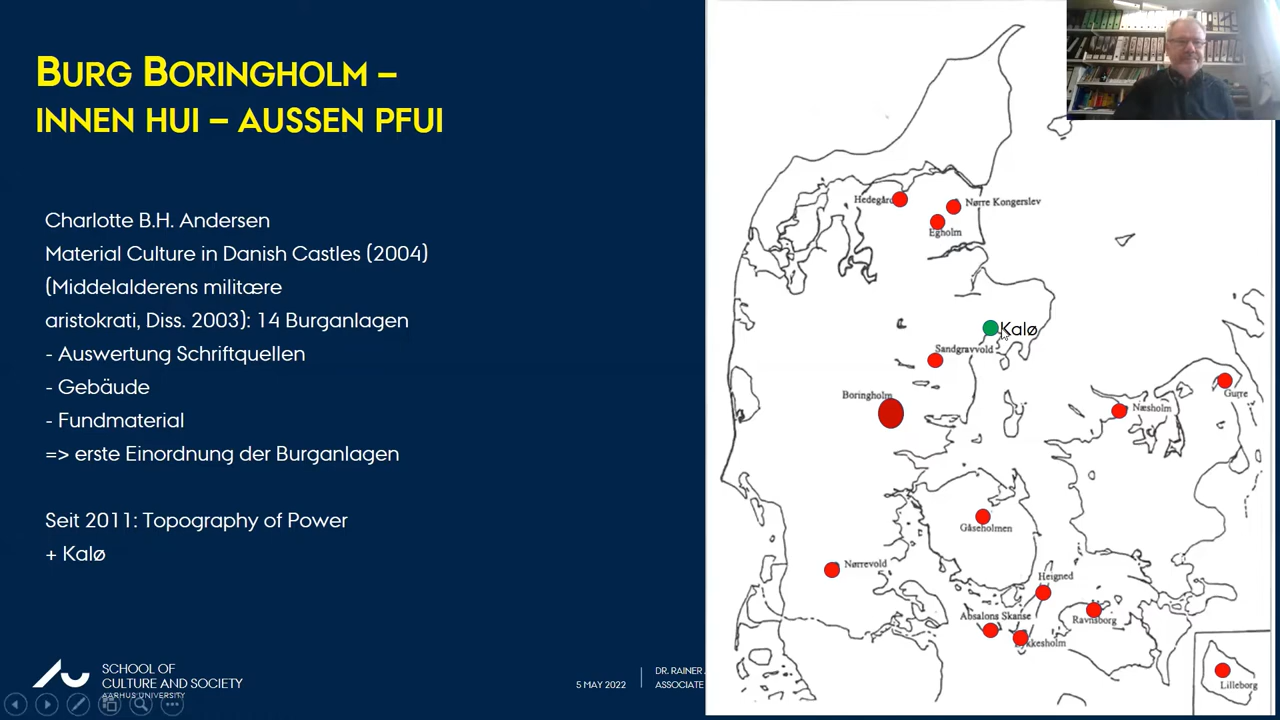 BURG BORINGHOLM –
INNEN HUI – AUSSEN PFUI
Charlotte B.H. Andersen
Material Culture in Danish Castles (2004)
(Middelalderens militære
aristokrati, Diss. 2003): 14 Burganlagen
- Auswertung Schriftquellen
- Gebäude
- Fundmaterial
=> erste Einordnung der Burganlagen
Seit 2011: Topography of Power
+ Kalø
SCHOOL OF
CULTURE AND SOCIETY
AARHUS UNIVERSITY
5 MAY 2022
DR. RAINER
ASSOCIATE
Hedegård
Nørre Kongerslev
Egholm
Kalø
Sandgravvold
Boringholm
Næsholm
Gurre
Gåseholmen
Nørrevold
Heigned
Absalons Skanse
Ravnsborg
Lykkesholm
Lilleborg